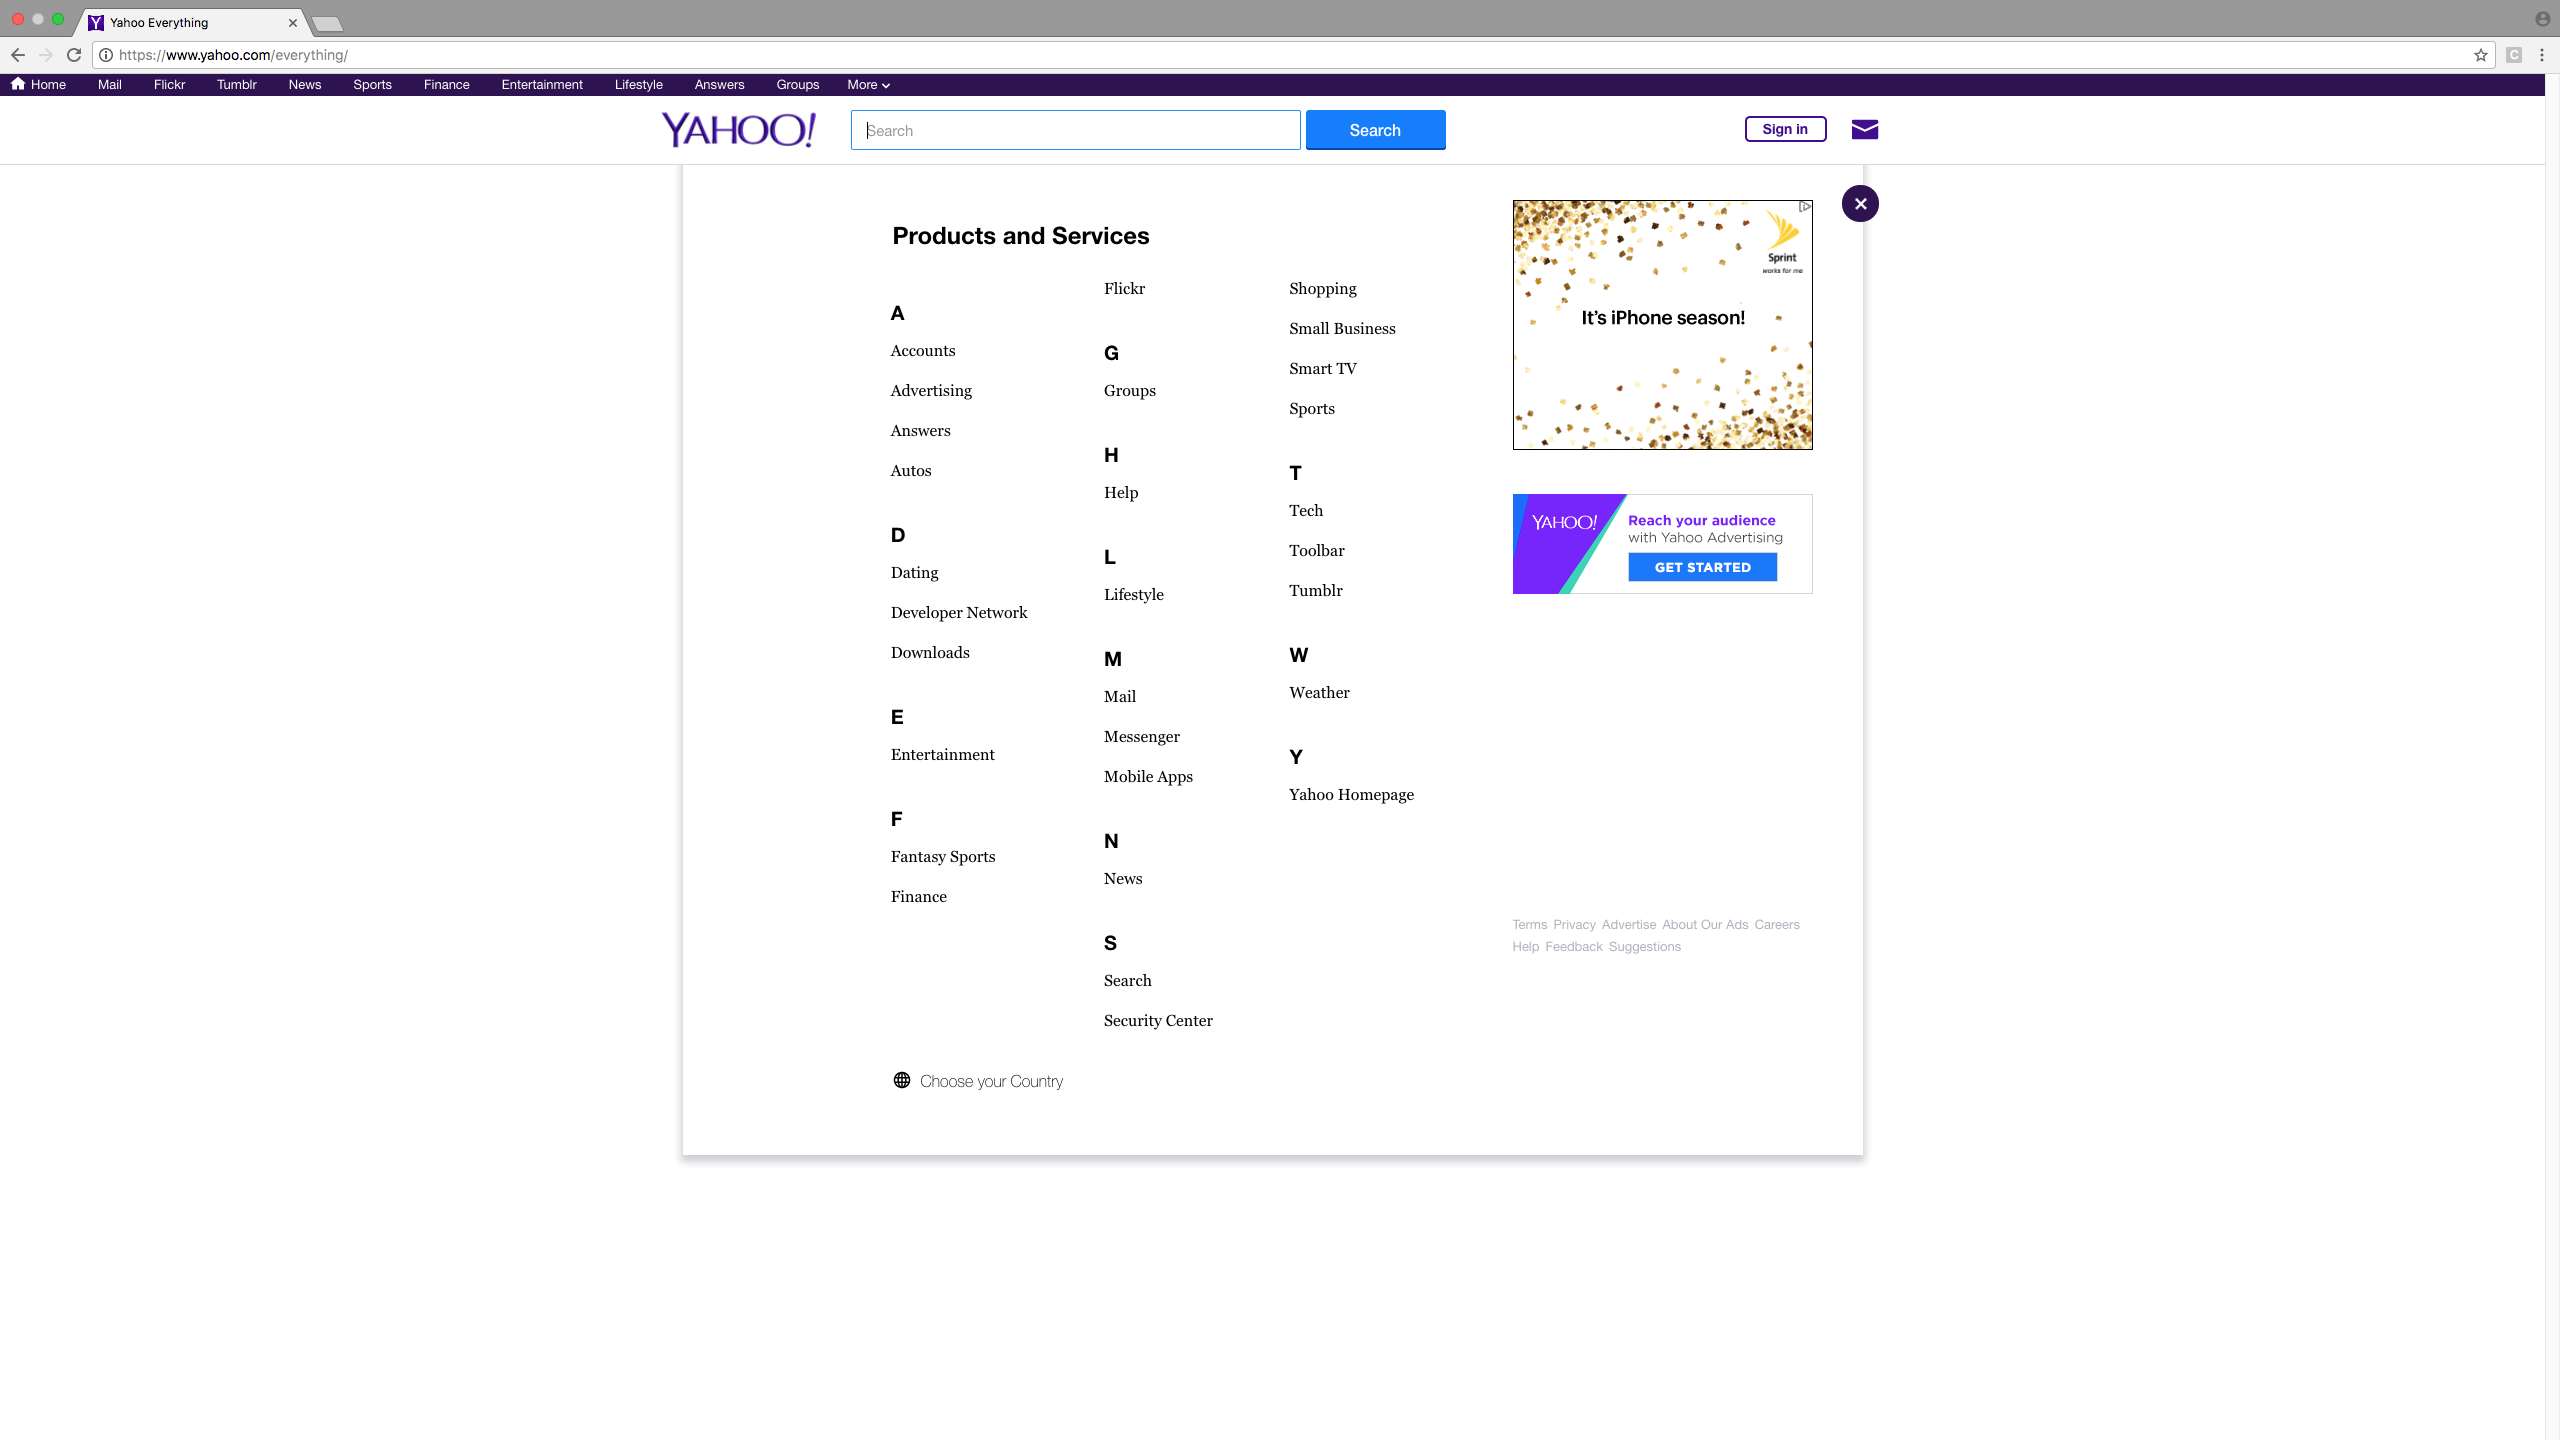 Yahoo Everything
https://www.yahoo.com/everything/
C
Home Mail Flickr Tumblr News Sports Finance Entertainment Lifestyle Answers Groups More
YAHOO!
Search
Search
Sign in
Products and Services
A
Accounts
Advertising
Answers
Autos
D
Dating
Developer Network
Downloads
E
Entertainment
F
Fantasy Sports
Finance
Flickr
G
Groups
H
Help
L
Lifestyle
M
Mail
Messenger
Mobile Apps
N
News
S
Search
Security Center
Shopping
Small Business
Smart TV
Sports
T
Tech
Toolbar
Tumblr
W
Weather
Y
Yahoo Homepage
Choose your Country
Sprint
works for me
It's iPhone season!
YAHOO!
Reach your audience
with Yahoo Advertising
GET STARTED
Terms Privacy Advertise About Our Ads Careers
Help Feedback Suggestions